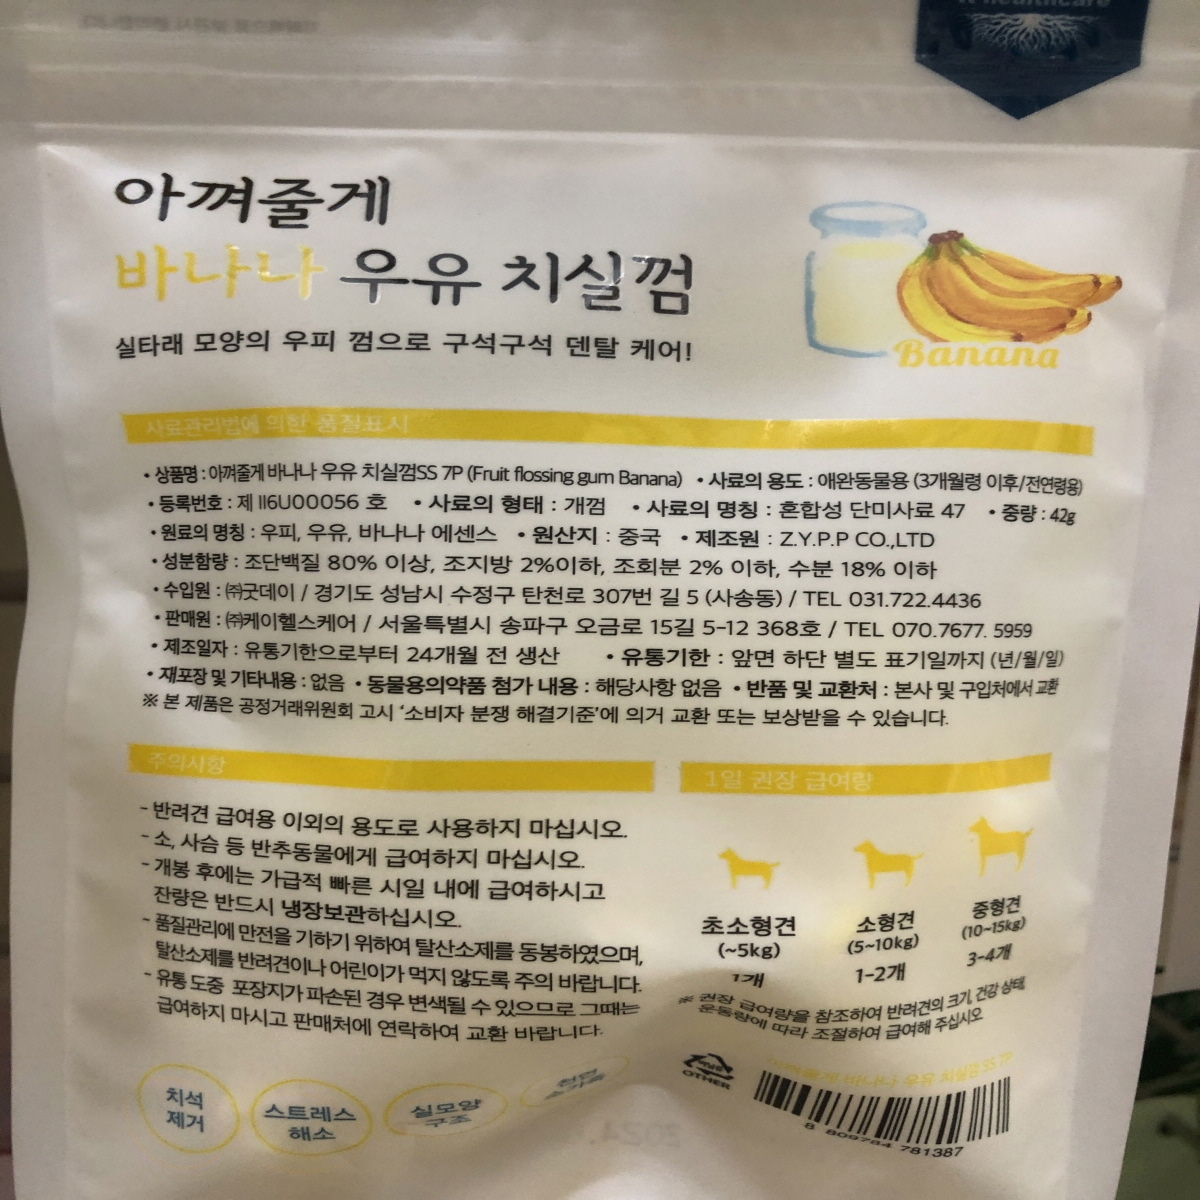 K-healthcare
아껴줄게
바나나 우유 치실껌
실타래 모양의 우피 껌으로 구석구석 덴탈 케어!
Banana
사료관리법에 의한 품질표시
• 상품명 : 아껴줄게 바나나 우유 치실껌SS 7P (Fruit flossing gum Banana) • 사료의 용도 : 애완동물용 (3개월령 이후/전연령용)
• 등록번호 : 제 II6U00056 호 • 사료의 형태 : 개껌 • 사료의 명칭 : 혼합성 단미사료 47 • 중량 : 42g
• 원료의 명칭 : 우피, 우유, 바나나 에센스 • 원산지 : 중국 • 제조원 : Z.Y.P.P CO.,LTD
• 성분함량 : 조단백질 80% 이상, 조지방 2%이하, 조회분 2% 이하, 수분 18% 이하
• 수입원 : ㈜굿데이 / 경기도 성남시 수정구 탄천로 307번 길 5 (사송동) / TEL 031.722.4436
• 판매원 : ㈜케이헬스케어 / 서울특별시 송파구 오금로 15길 5-12 368호 / TEL 070.7677. 5959
• 제조일자 : 유통기한으로부터 24개월 전 생산 • 유통기한 : 앞면 하단 별도 표기일까지 (년/월/일)
• 재포장 및 기타내용 : 없음 • 동물용의약품 첨가 내용 : 해당사항 없음 • 반품 및 교환처 : 본사 및 구입처에서 교환
※ 본 제품은 공정거래위원회 고시 '소비자 분쟁 해결기준'에 의거 교환 또는 보상받을 수 있습니다.
주의사항
- 반려견 급여용 이외의 용도로 사용하지 마십시오.
- 소, 사슴 등 반추동물에게 급여하지 마십시오.
- 개봉 후에는 가급적 빠른 시일 내에 급여하시고
잔량은 반드시 냉장보관하십시오.
- 품질관리에 만전을 기하기 위하여 탈산소제를 동봉하였으며,
탈산소제를 반려견이나 어린이가 먹지 않도록 주의 바랍니다.
- 유통 도중 포장지가 파손된 경우 변색될 수 있으므로 그때는
급여하지 마시고 판매처에 연락하여 교환 바랍니다.
1일 권장 급여량
초소형견 소형견 중형견
(~5kg) (5~10kg) (10~15kg)
1개 1-2개 3-4개
※ 권장 급여량을 참조하여 반려견의 크기, 건강 상태,
운동량에 따라 조절하여 급여해 주십시오
치석
제거
스트레스
해소
실모양
구조
OTHER
8 809784 781387